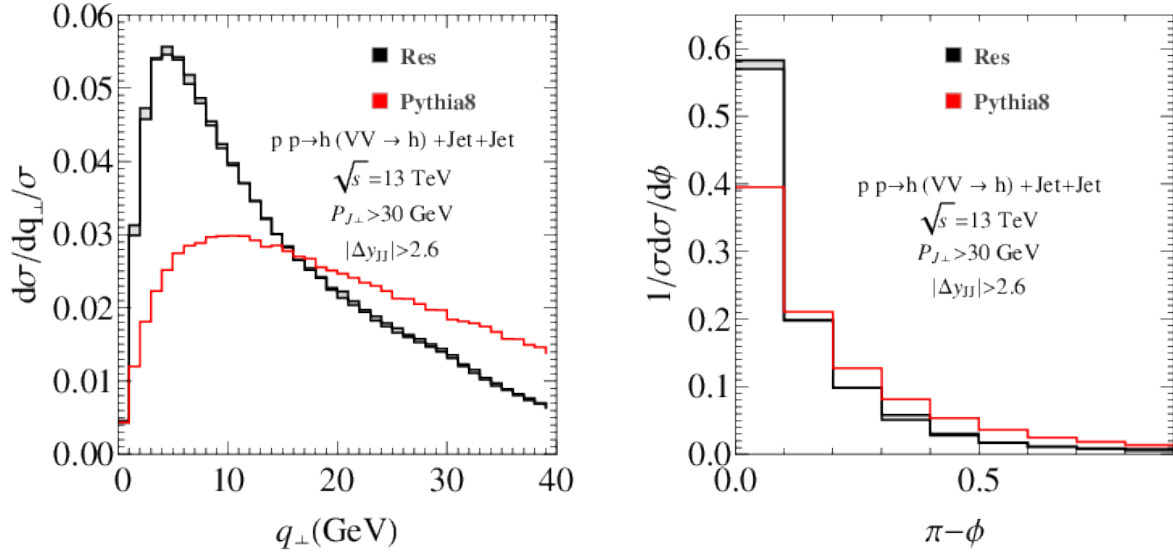 0.06
0.05
0.04
0.03
0.02
0.01
0.00
dσ/dq⊥/σ
Res
Pythia8
p p→h (VV → h) +Jet+Jet
√s =13 TeV
P_J⊥>30 GeV
|Δy_JJ|>2.6
0 10 20 30 40
q⊥(GeV)
0.6
0.5
0.4
0.3
0.2
0.1
0.0
1/σdσ/dϕ
Res
Pythia8
p p→h (VV → h) +Jet+Jet
√s =13 TeV
P_J⊥>30 GeV
|Δy_JJ|>2.6
0.0 0.5
π−ϕ